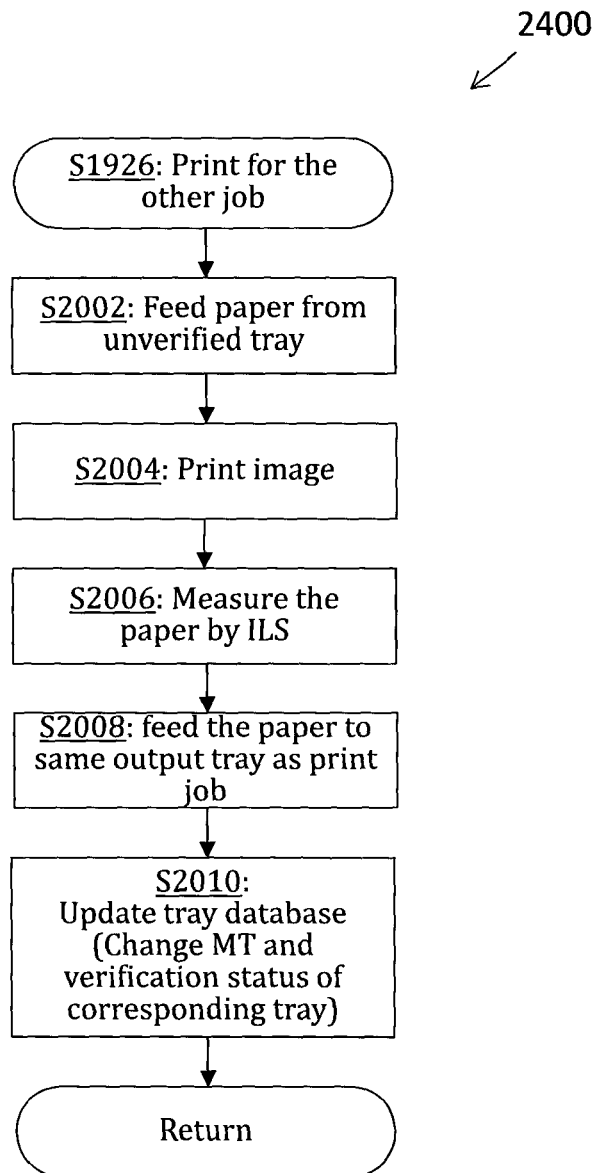 2400
S1926: Print for the
other job
S2002: Feed paper from
unverified tray
S2004: Print image
S2006: Measure the
paper by ILS
S2008: feed the paper to
same output tray as print
job
S2010:
Update tray database
(Change MT and
verification status of
corresponding tray)
Return